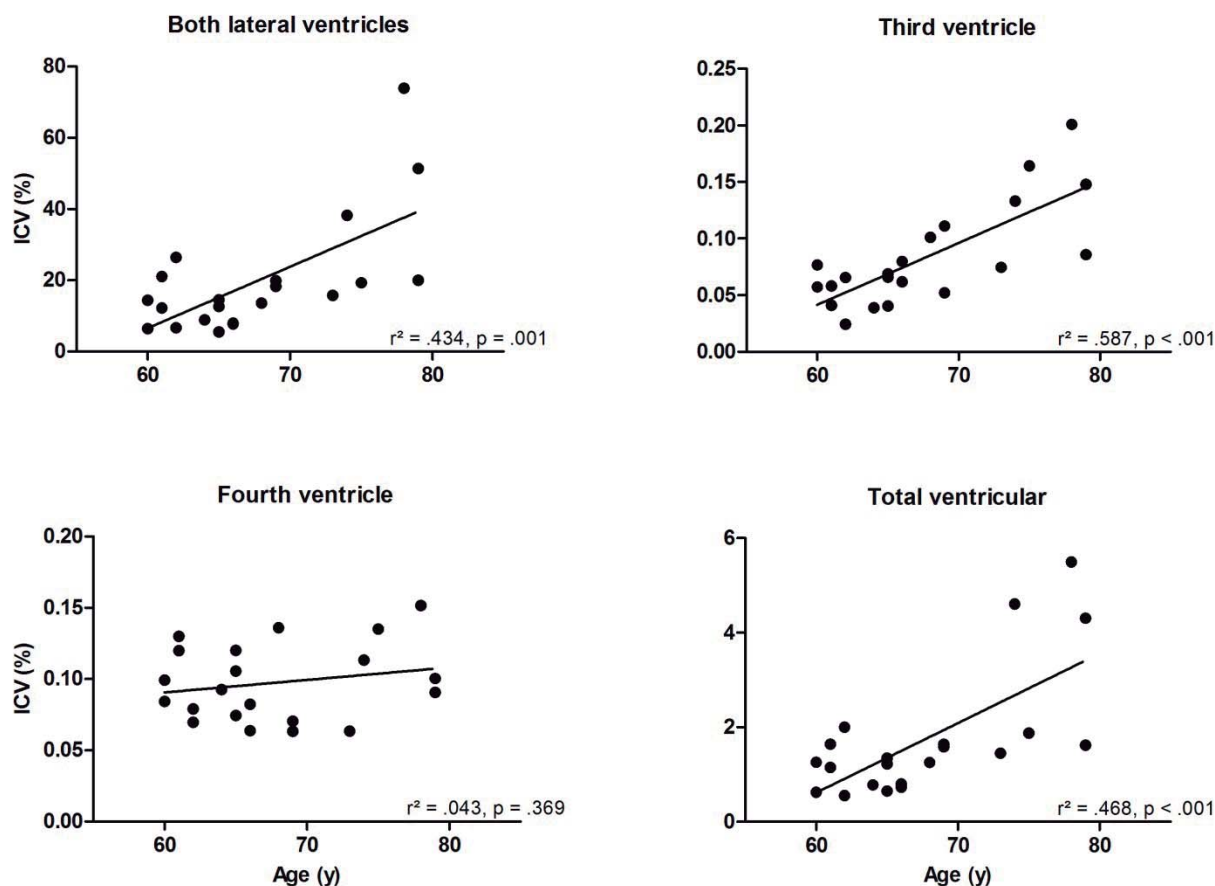 Both lateral ventricles
ICV (%)
80
60
40
20
0
60 70 80
r² = .434, p = .001
Third ventricle
0.25
0.20
0.15
0.10
0.05
0.00
60 70 80
r² = .587, p < .001
Fourth ventricle
ICV (%)
0.20
0.15
0.10
0.05
0.00
60 70 80
r² = .043, p = .369
Age (y)
Total ventricular
6
4
2
0
60 70 80
r² = .468, p < .001
Age (y)